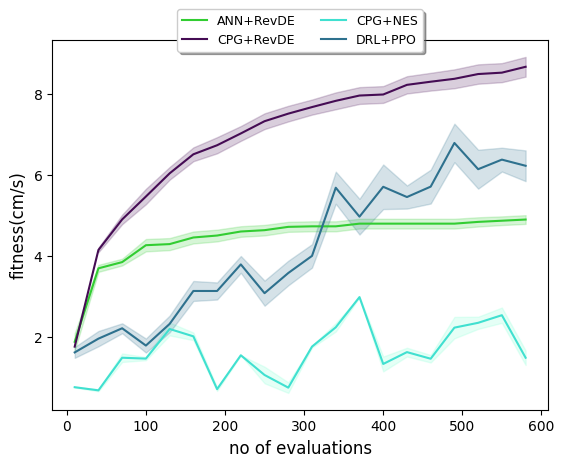 ANN+RevDE CPG+NES
CPG+RevDE DRL+PPO
fitness(cm/s)
8
6
4
2
0 100 200 300 400 500 600
no of evaluations